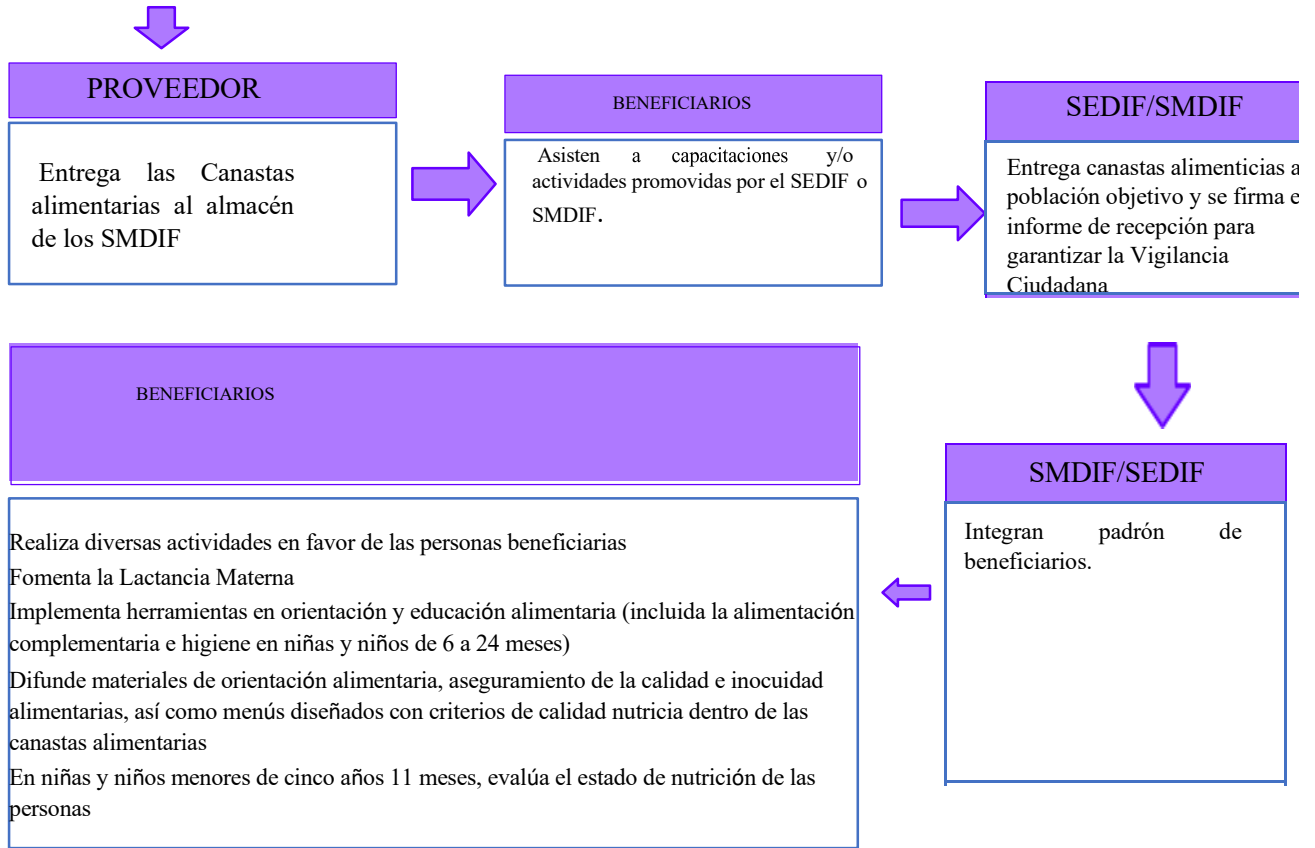 PROVEEDOR
Entrega las Canastas
alimentarias al almacén
de los SMDIF
BENEFICIARIOS
Asisten a capacitaciones y/o
actividades promovidas por el SEDIF o
SMDIF.
SEDIF/SMDIF
Entrega canastas alimenticias a
población objetivo y se firma e
informe de recepción para
garantizar la Vigilancia
Ciudadana
SMDIF/SEDIF
Integran padrón de
beneficiarios.
BENEFICIARIOS
Realiza diversas actividades en favor de las personas beneficiarias
Fomenta la Lactancia Materna
Implementa herramientas en orientación y educación alimentaria (incluida la alimentación
complementaria e higiene en niñas y niños de 6 a 24 meses)
Difunde materiales de orientación alimentaria, aseguramiento de la calidad e inocuidad
alimentarias, así como menús diseñados con criterios de calidad nutricia dentro de las
canastas alimentarias
En niñas y niños menores de cinco años 11 meses, evalúa el estado de nutrición de las
personas